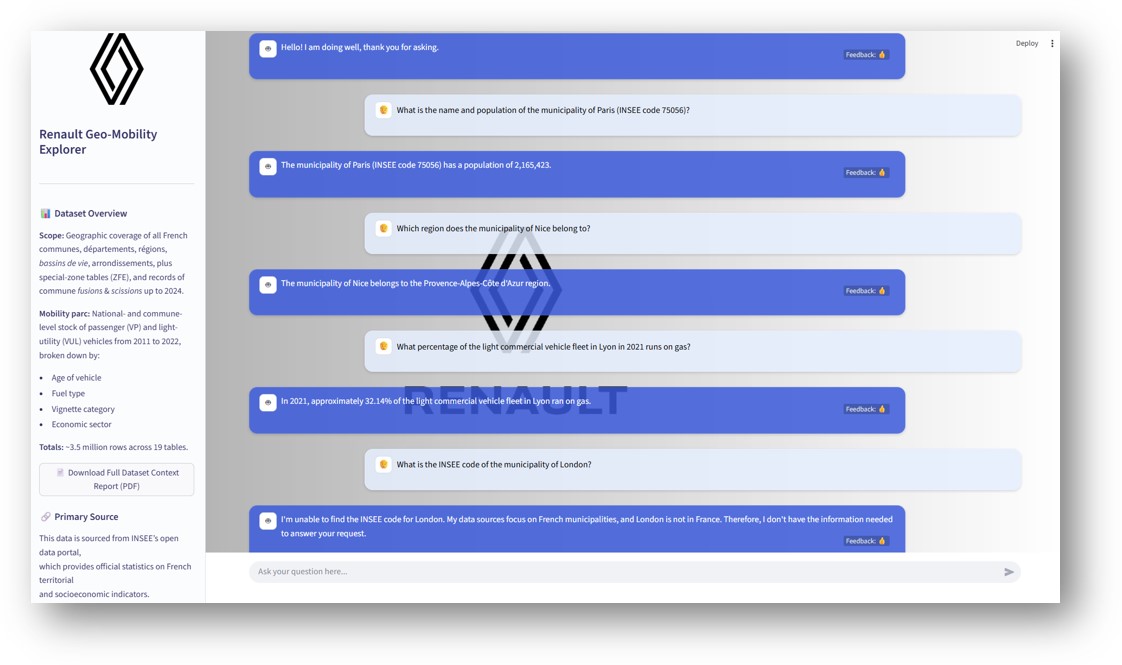 Renault Geo-Mobility
Explorer
Dataset Overview
Scope: Geographic coverage of all French
communes, départements, régions,
bassins de vie, arrondissements, plus
special-zone tables (ZFE), and records of
commune fusions & scissions up to 2024.
Mobility parc: National- and commune-
level stock of passenger (VP) and light-
utility (VUL) vehicles from 2011 to 2022,
broken down by:
• Age of vehicle
• Fuel type
• Vignette category
• Economic sector
Totals: ~3.5 million rows across 19 tables.
Download Full Dataset Context
Report (PDF)
Primary Source
This data is sourced from INSEE's open
data portal,
which provides official statistics on French
territorial
and socioeconomic indicators.
Deploy
Hello! I am doing well, thank you for asking.
Feedback:
What is the name and population of the municipality of Paris (INSEE code 75056)?
The municipality of Paris (INSEE code 75056) has a population of 2,165,423.
Feedback:
Which region does the municipality of Nice belong to?
The municipality of Nice belongs to the Provence-Alpes-Côte d'Azur region.
Feedback:
What percentage of the light commercial vehicle fleet in Lyon in 2021 runs on gas?
RENAULT
In 2021, approximately 32.14% of the light commercial vehicle fleet in Lyon ran on gas.
Feedback:
What is the INSEE code of the municipality of London?
I'm unable to find the INSEE code for London. My data sources focus on French municipalities, and London is not in France. Therefore, I don't have the information needed
to answer your request.
Feedback:
Ask your question here...